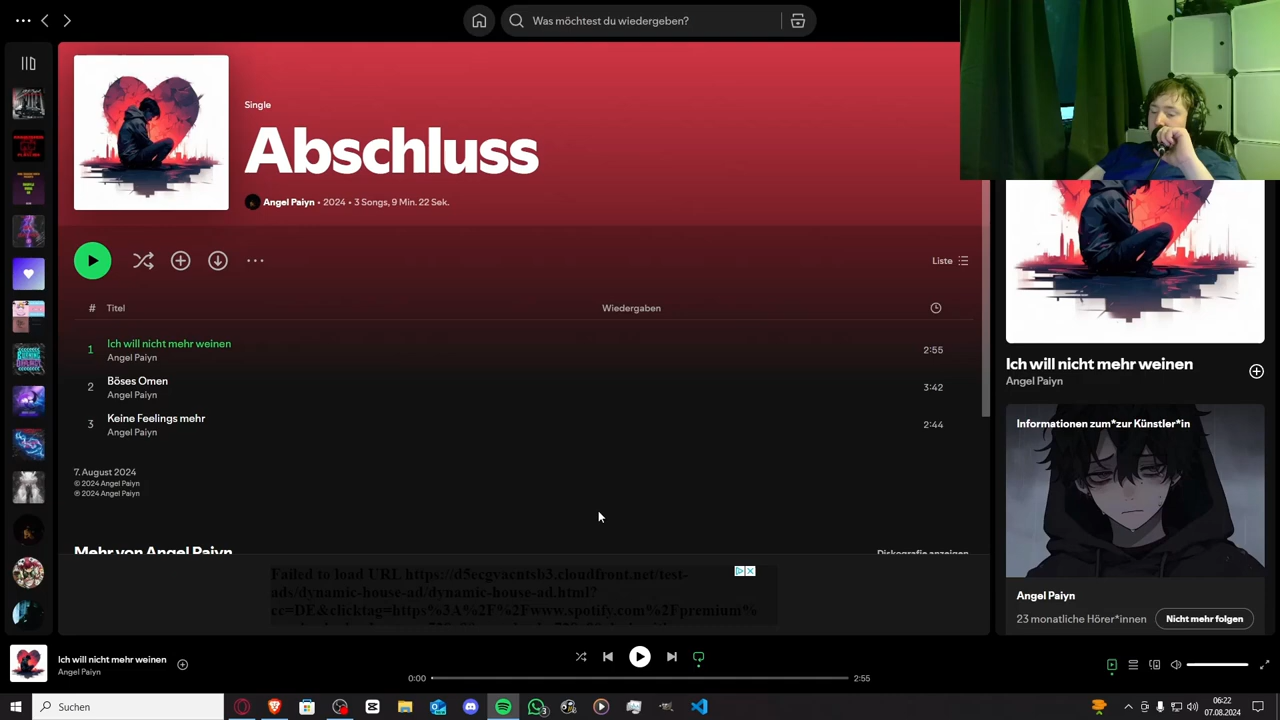 Was möchtest du wiedergeben?
Single
Abschluss
Angel Paiyn • 2024 • 3 Songs, 9 Min. 22 Sek.
Liste
# Titel Wiedergaben
1 Ich will nicht mehr weinen 2:55
Angel Paiyn
2 Böses Omen 3:42
Angel Paiyn
3 Keine Feelings mehr 2:44
Angel Paiyn
7. August 2024
© 2024 Angel Paiyn
℗ 2024 Angel Paiyn
Mehr von Angel Paiyn Diskografie anzeigen
Failed to load URL https://d5ccgvacntsb3.cloudfront.net/test-
ads/dynamic-house-ad/dynamic-house-ad.html?
cc=DE&clicktag=https%3A%2F%2Fwww.spotify.com%2Fpremium%
Ich will nicht mehr weinen
Angel Paiyn
Informationen zum*zur Künstler*in
Angel Paiyn
23 monatliche Hörer*innen Nicht mehr folgen
Ich will nicht mehr weinen
Angel Paiyn
0:00 2:55
Suchen
3
06:22
07.08.2024